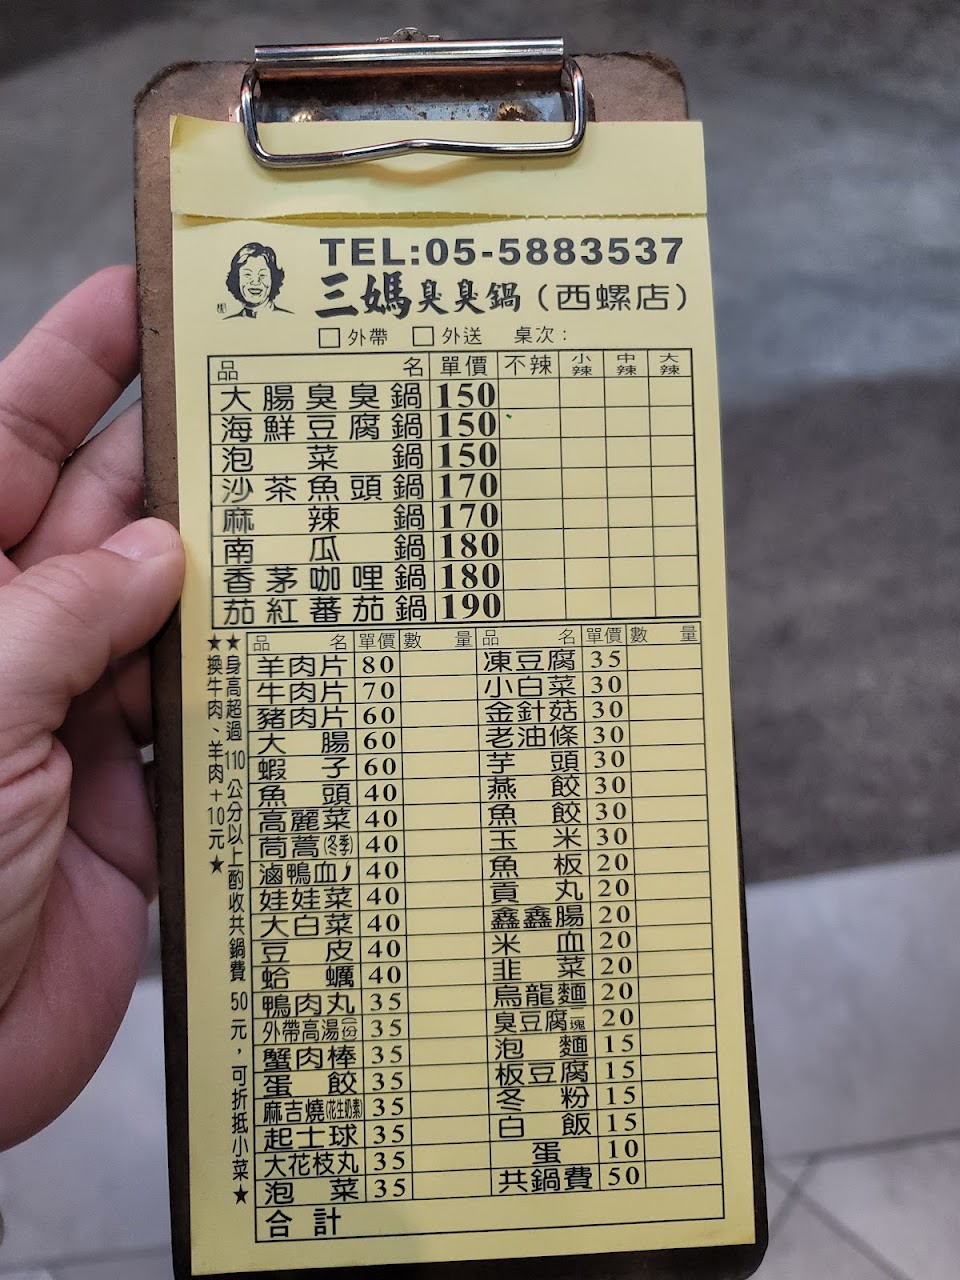 TEL:05-5883537
三媽臭臭鍋(西螺店)
□外帶 □外送 桌次:
品名 單價 不辣 小辣 中辣 大辣
大腸臭臭鍋 150
海鮮豆腐鍋 150
泡菜鍋 150
沙茶魚頭鍋 170
麻辣鍋 170
南瓜鍋 180
香茅咖哩鍋 180
茄紅蕃茄鍋 190
★★身高超過110公分以上酌收共鍋費50元,可折抵小菜★
換牛肉、羊肉+10元★
品名 單價 數量 品名 單價 數量
羊肉片 80 凍豆腐 35
牛肉片 70 小白菜 30
豬肉片 60 金針菇 30
大腸 60 老油條 30
蝦子 60 芋頭 30
魚頭 40 燕餃 30
高麗菜 40 魚餃 30
茼蒿(冬季) 40 玉米 30
滷鴨血 40 魚板 20
娃娃菜 40 貢丸 20
大白菜 40 鑫鑫腸 20
豆皮 40 米血 20
蛤蠣 40 韭菜 20
鴨肉丸 35 烏龍麵 20
外帶高湯(一份) 35 臭豆腐(一塊) 20
蟹肉棒 35 泡麵 15
蛋餃 35 板豆腐 15
麻吉燒(花生奶素) 35 冬粉 15
起士球 35 白飯 15
大花枝丸 35 蛋 10
泡菜 35 共鍋費 50
合計